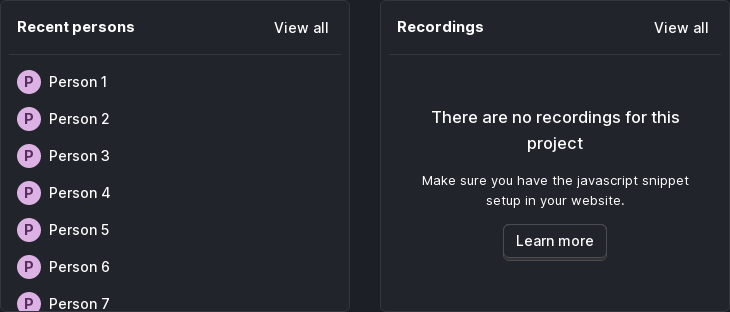 Recent persons
View all
P Person 1
P Person 2
P Person 3
P Person 4
P Person 5
P Person 6
P Person 7
Recordings
View all
There are no recordings for this
project
Make sure you have the javascript snippet
setup in your website.
Learn more